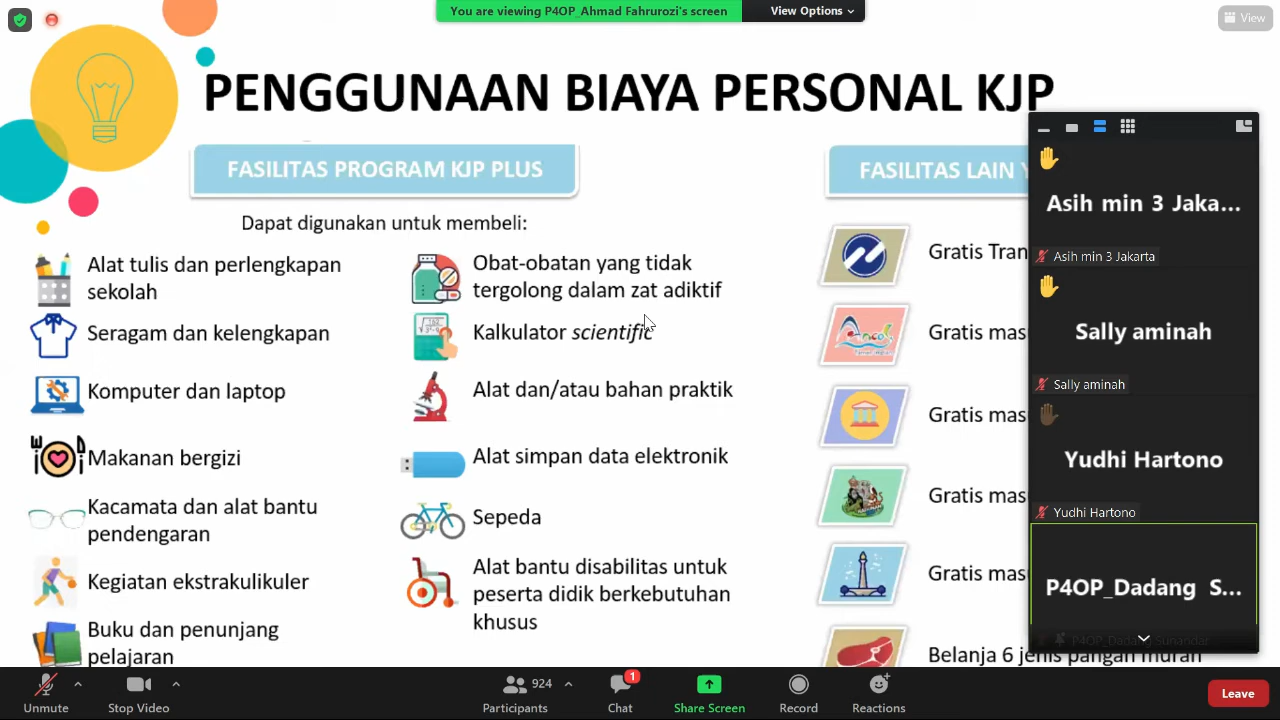 You are viewing P4OP_Ahmad Fahrurozi's screen
View Options
View
PENGGUNAAN BIAYA PERSONAL KJP
FASILITAS PROGRAM KJP PLUS
Dapat digunakan untuk membeli:
Alat tulis dan perlengkapan
sekolah
Seragam dan kelengkapan
Komputer dan laptop
Makanan bergizi
Kacamata dan alat bantu
pendengaran
Kegiatan ekstrakulikuler
Buku dan penunjang
pelajaran
Obat-obatan yang tidak
tergolong dalam zat adiktif
Kalkulator scientific
Alat dan/atau bahan praktik
Alat simpan data elektronik
Sepeda
Alat bantu disabilitas untuk
peserta didik berkebutuhan
khusus
FASILITAS LAIN
Gratis Tran
Gratis mas
Gratis mas
Gratis mas
Gratis mas
Belanja 6 jenis pangan murah
Asih min 3 Jaka...
Asih min 3 Jakarta
Sally aminah
Sally aminah
Yudhi Hartono
Yudhi Hartono
P4OP_Dadang S...
P4OP_Dadang Sunandar
Unmute
Stop Video
924
Participants
1
Chat
Share Screen
Record
Reactions
Leave